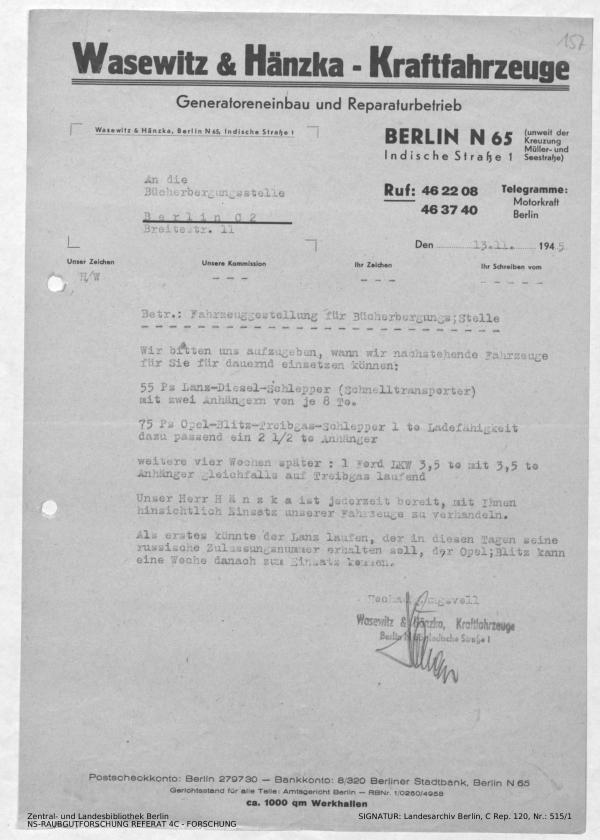 157
Wasewitz & Hänzka - Kraftfahrzeuge
Generatoreneinbau und Reparaturbetrieb
Wasewitz & Hänzka, Berlin N 65, Indische Straße 1
BERLIN N 65
Indische Straße 1
(unweit der
Kreuzung
Müller- und
Seestraße)
An die
Bücherbergungsstelle
Berlin C 2
Breitestr. 11
Ruf: 46 22 08
46 37 40
Telegramme:
Motorkraft
Berlin
Den 13.11. 1945
Unser Zeichen
H/W
Unsere Kommission
- - -
Ihr Zeichen
- - -
Ihr Schreiben vom
- - - - -
Betr.: Fahrzeuggestellung für Bücherbergungs;Stelle
Wir bitten uns aufzugeben, wann wir nachstehende Fahrzeuge
für Sie für dauernd einsetzen können:
55 Ps Lanz-Diesel-Schlepper (Schnelltransporter)
mit zwei Anhängern von je 8 To.
75 Ps Opel-Blitz-Treibgas-Schlepper 1 to Ladefähigkeit
dazu passend ein 2 1/2 to Anhänger
weitere vier Wochen später : 1 Ford LKW 3,5 to mit 3,5 to
Anhänger gleichfalls auf Treibgas laufend
Unser Herr H ä n z k a ist jederzeit bereit, mit Ihnen
hinsichtlich Einsatz unserer Fahrzeuge zu verhandeln.
Als erstes könnte der Lanz laufen, der in diesen Tagen seine
russische Zulassungsnummer erhalten soll, der Opel;Blitz kann
eine Woche danach zum Einsatz kommen.
Wasewitz & Hänzka, Kraftfahrzeuge
Berlin N 65, Indische Straße 1
Postscheckkonto: Berlin 279730 — Bankkonto: 8/320 Berliner Stadtbank, Berlin N 65
Gerichtsstand für alle Teile: Amtsgericht Berlin — RBNr. 1/0250/4958
ca. 1000 qm Werkhallen
Zentral- und Landesbibliothek Berlin
NS-RAUBGUTFORSCHUNG REFERAT 4C - FORSCHUNG
SIGNATUR: Landesarchiv Berlin, C Rep. 120, Nr.: 515/1